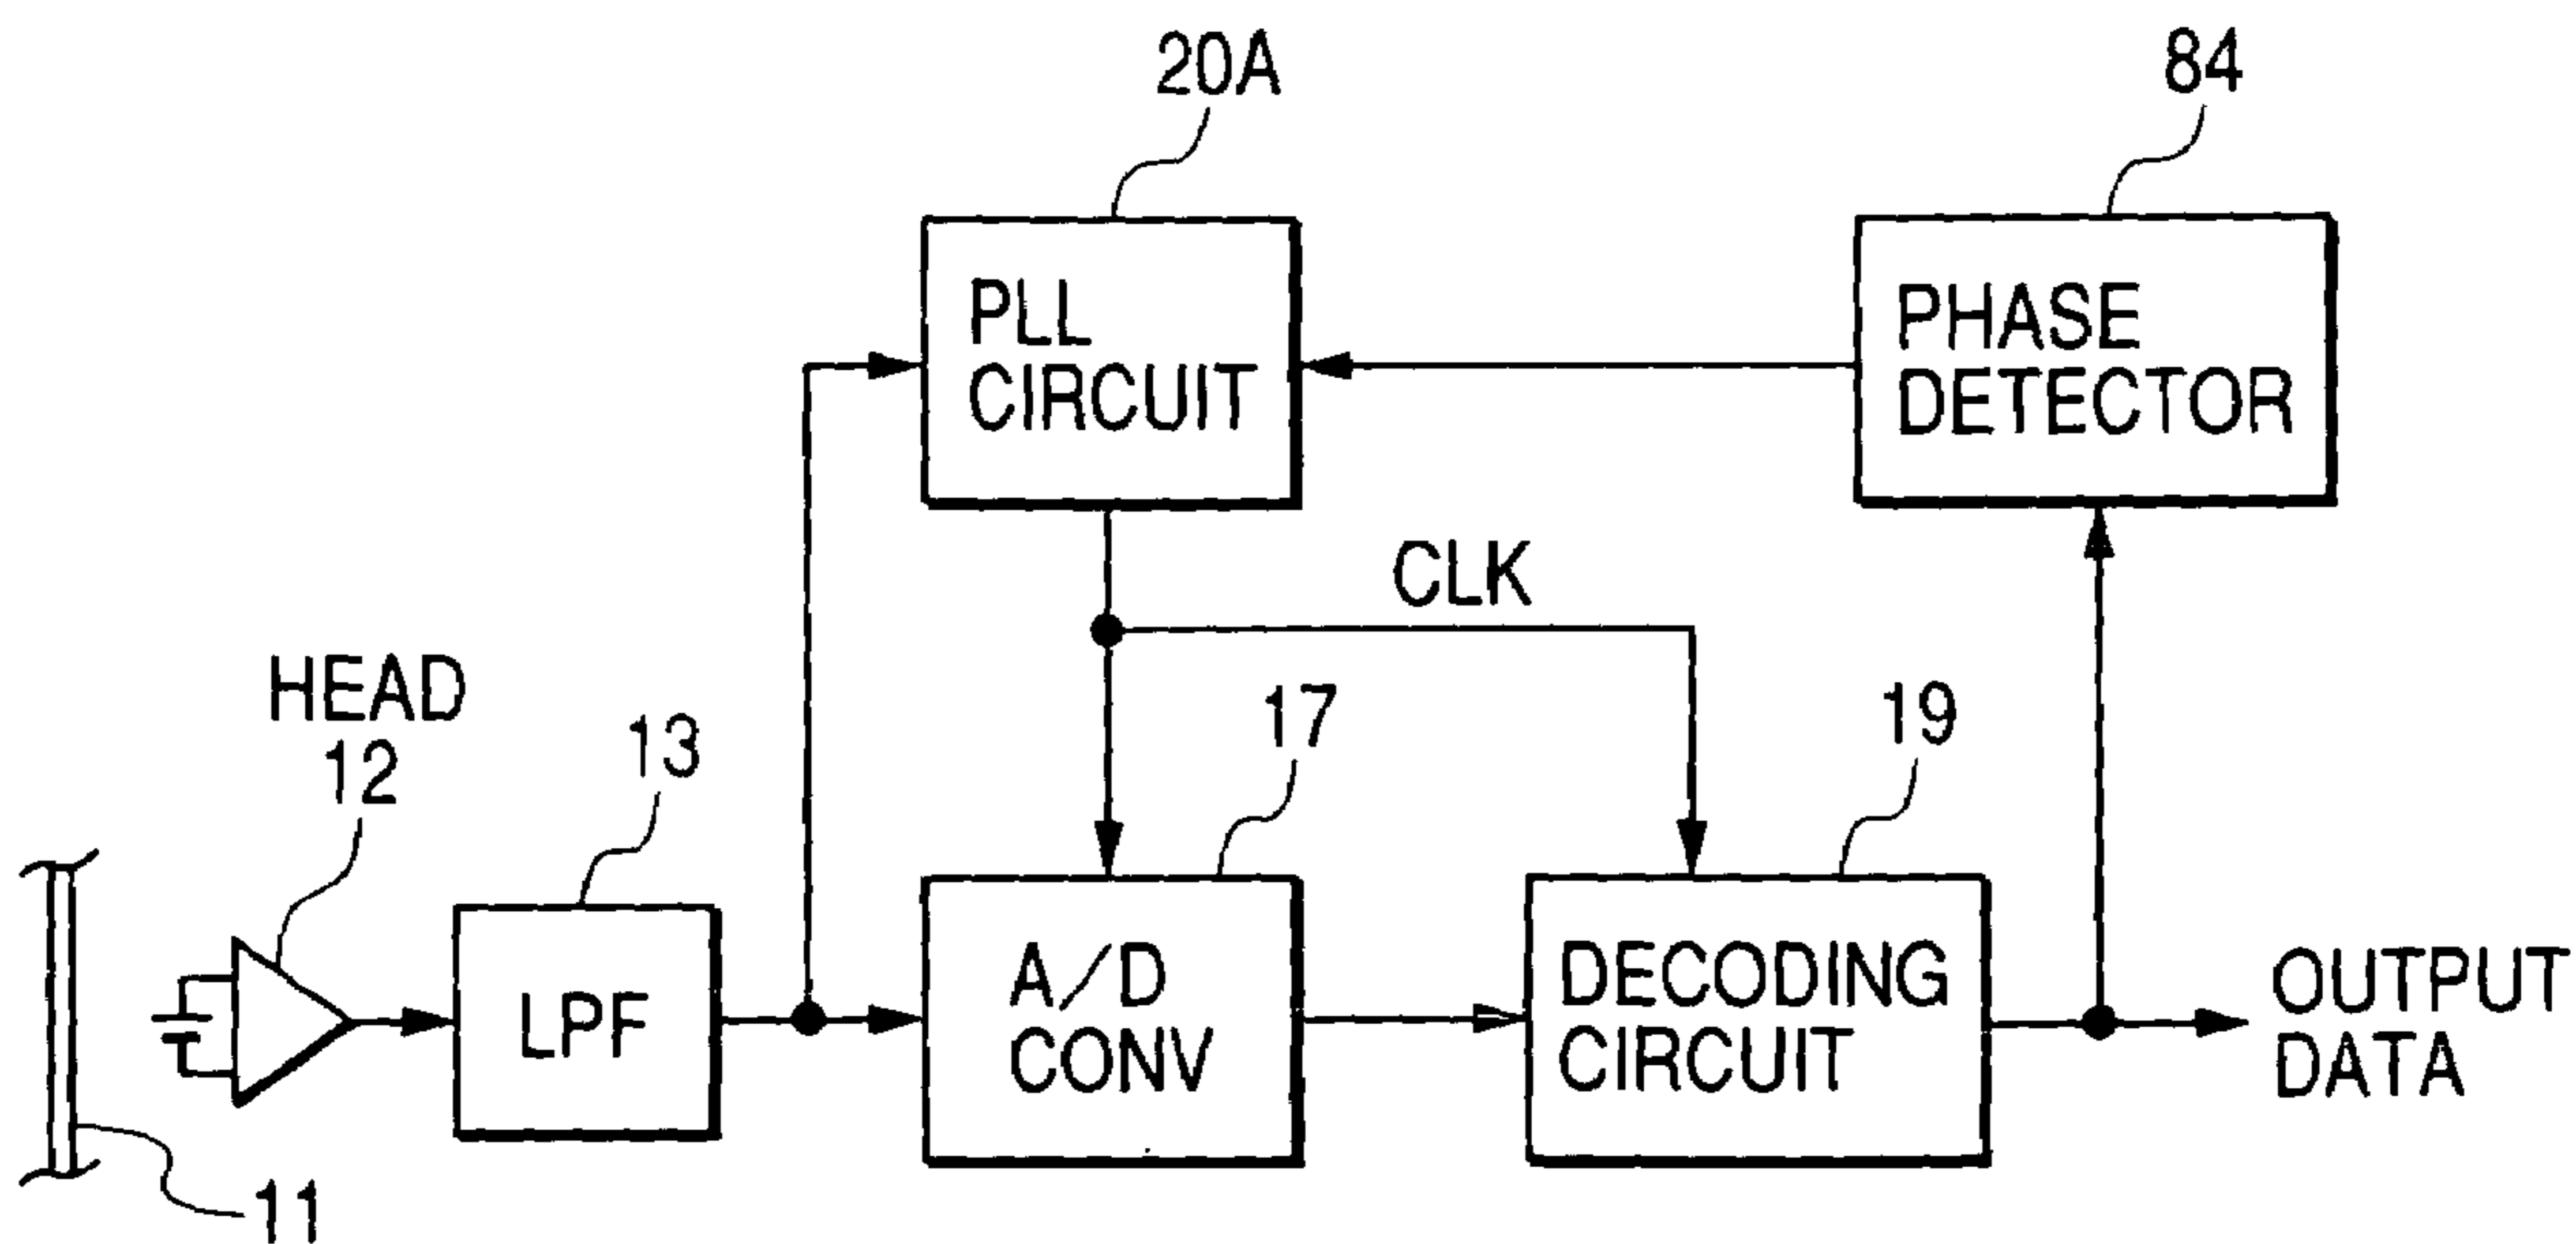 20A
84
PLL
CIRCUIT
PHASE
DETECTOR
CLK
HEAD
12
13
17
19
LPF
A/D
CONV
DECODING
CIRCUIT
OUTPUT
DATA
11